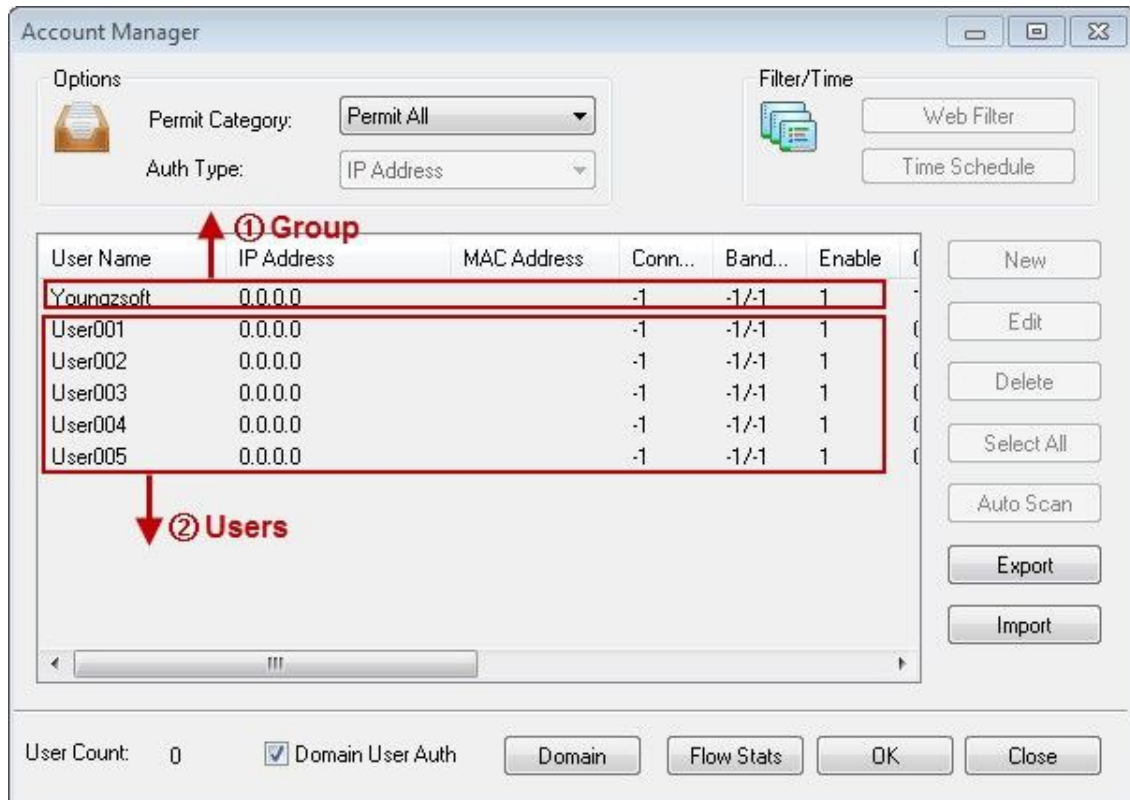 Account Manager
Options
Permit Category: Permit All
Auth Type: IP Address
Filter/Time
Web Filter
Time Schedule
① Group
User Name IP Address MAC Address Conn... Band... Enable
Youngzsoft 0.0.0.0 -1 -1/-1 1
User001 0.0.0.0 -1 -1/-1 1
User002 0.0.0.0 -1 -1/-1 1
User003 0.0.0.0 -1 -1/-1 1
User004 0.0.0.0 -1 -1/-1 1
User005 0.0.0.0 -1 -1/-1 1
② Users
New
Edit
Delete
Select All
Auto Scan
Export
Import
User Count: 0 Domain User Auth Domain Flow Stats OK Close